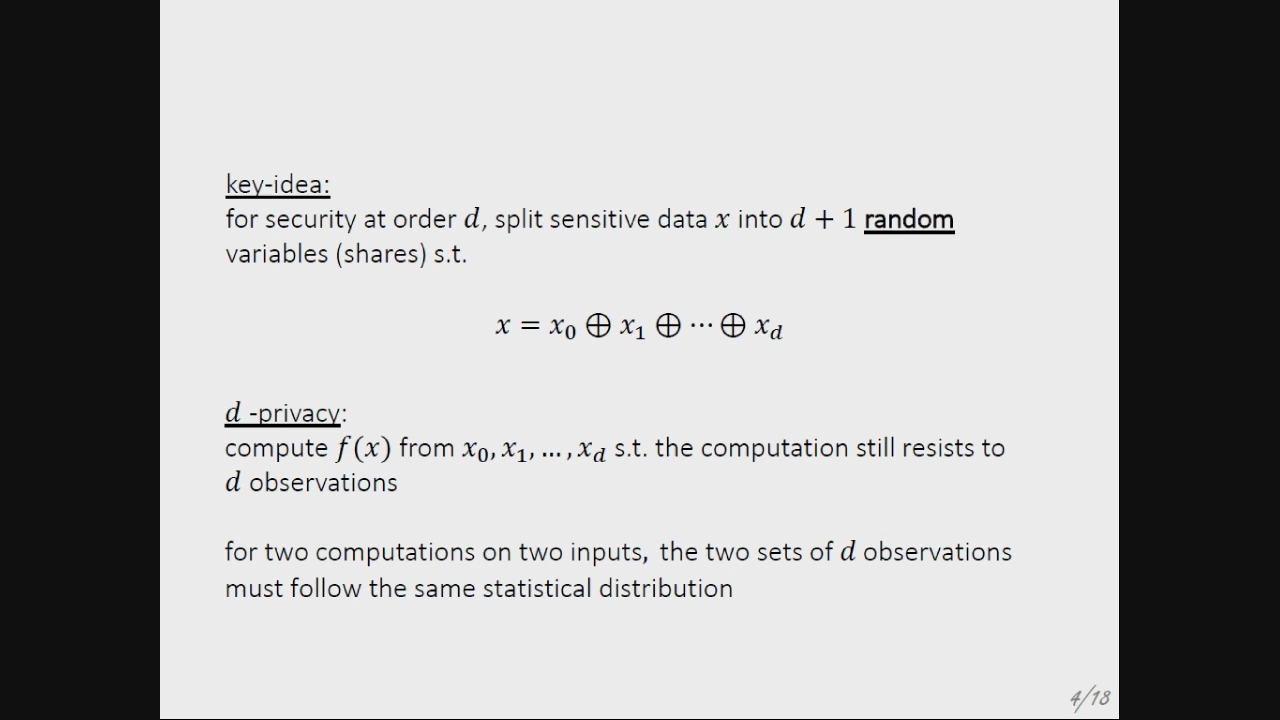 key-idea:
for security at order d, split sensitive data x into d + 1 random
variables (shares) s.t.
x = x₀ ⊕ x₁ ⊕ ⋯ ⊕ x_d
d -privacy:
compute f(x) from x₀, x₁, … , x_d s.t. the computation still resists to
d observations
for two computations on two inputs, the two sets of d observations
must follow the same statistical distribution
4/18